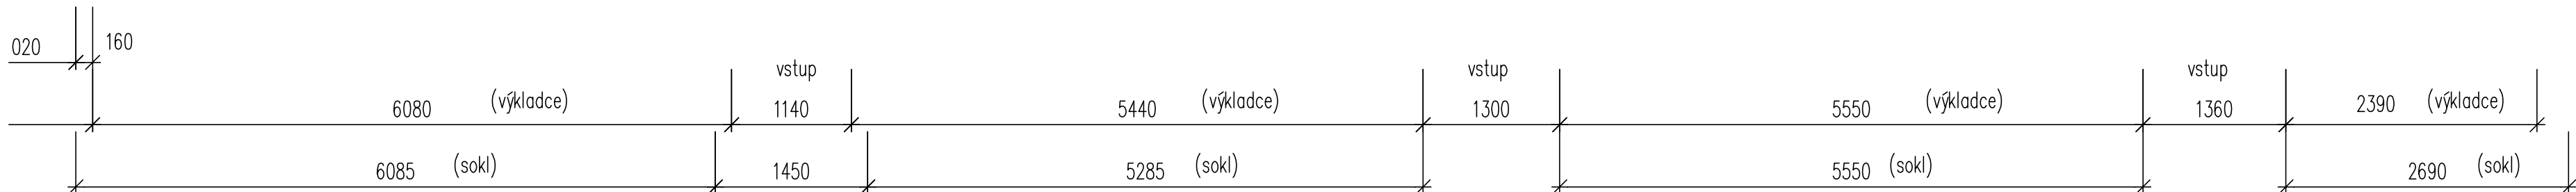 020 160
vstup vstup vstup
6080 (výkladce) 1140 5440 (výkladce) 1300 5550 (výkladce) 1360 2390 (výkladce)
6085 (sokl) 1450 5285 (sokl) 5550 (sokl) 2690 (sokl)